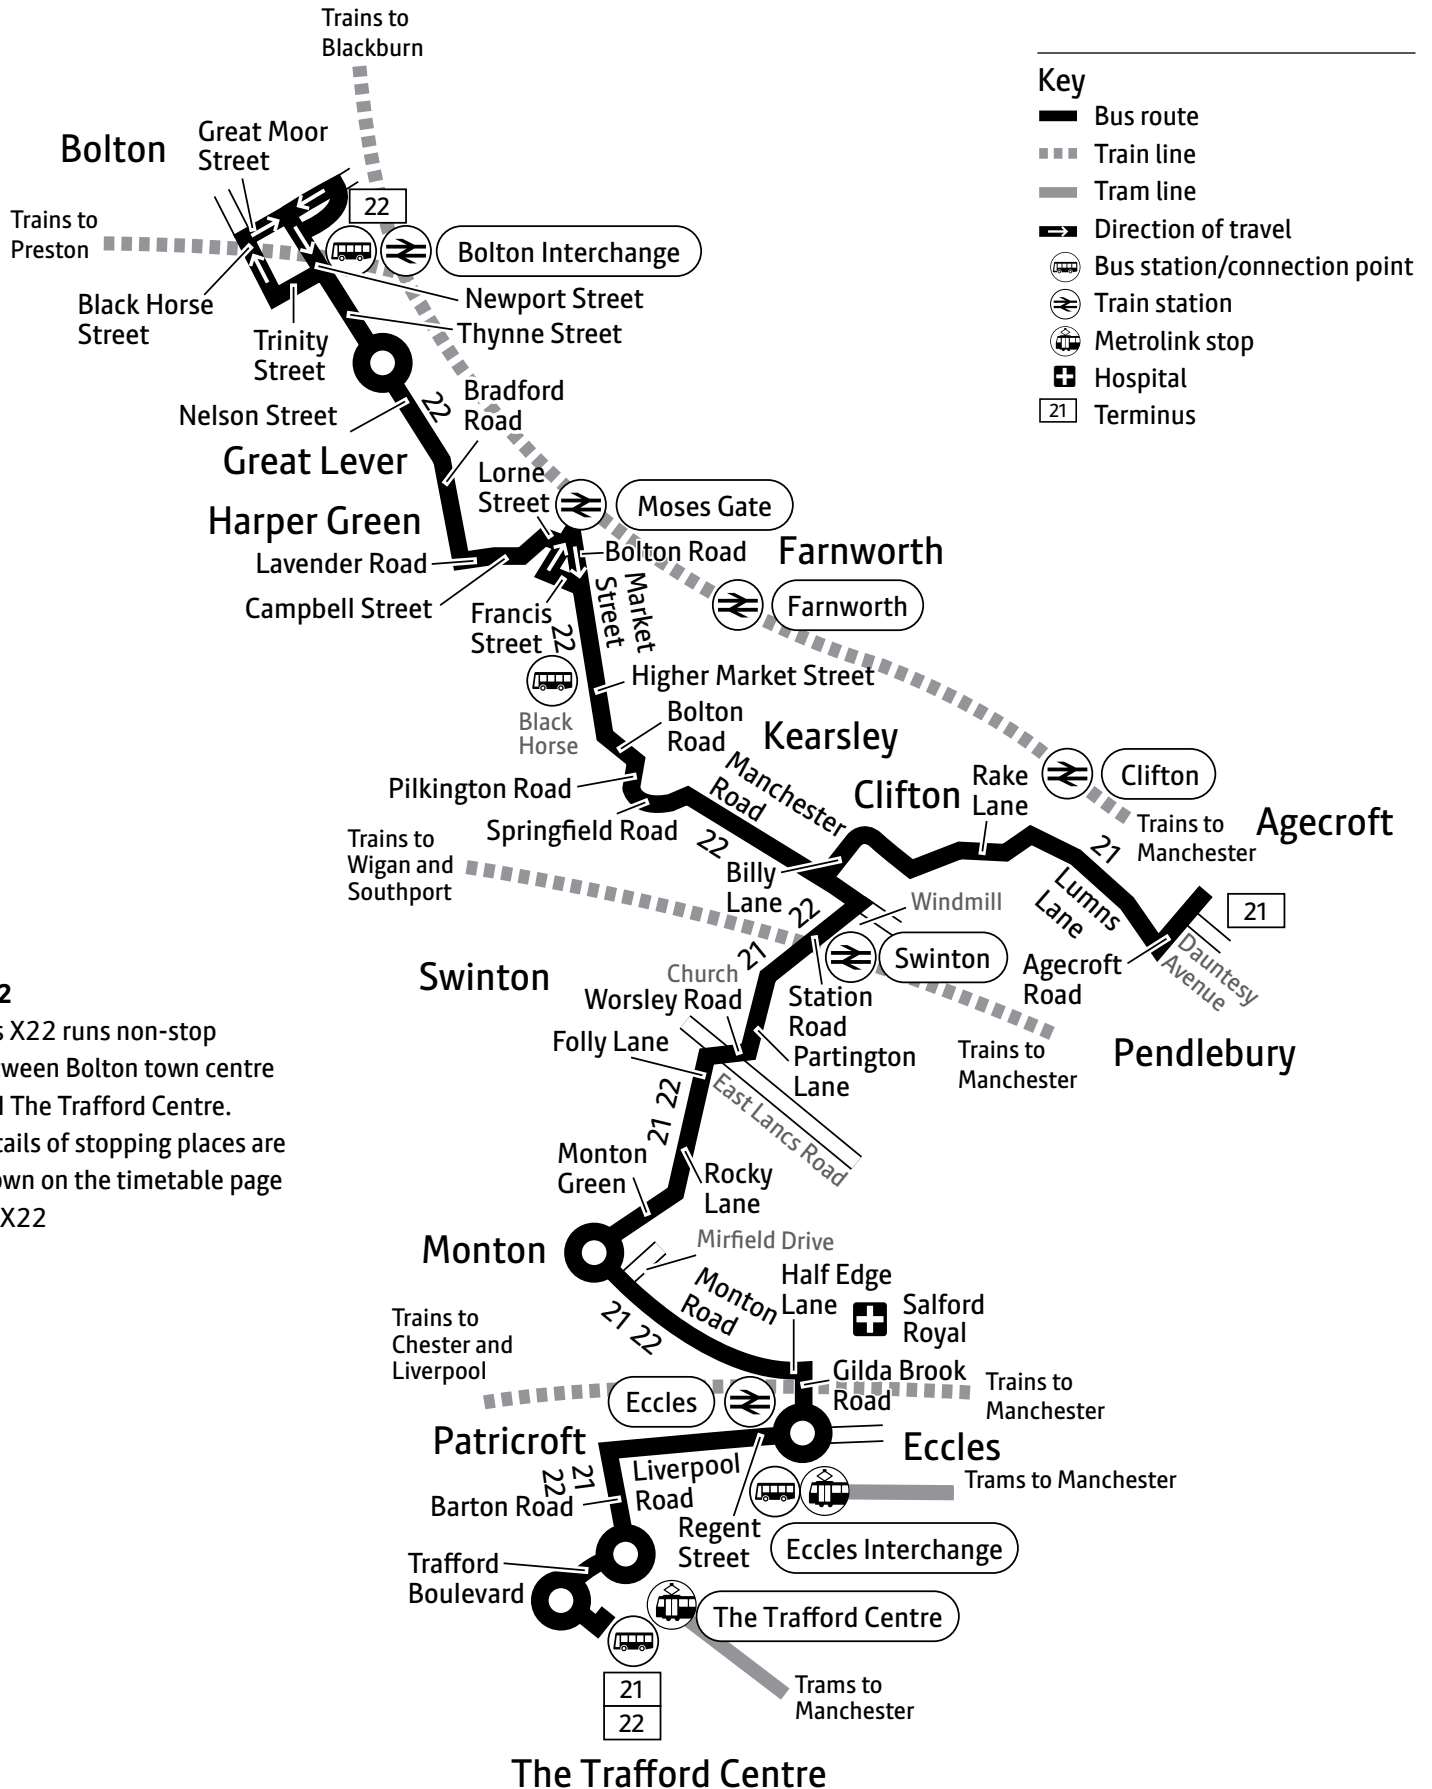 Trains to
Blackburn
Key
Bus route
Train line
Tram line
Direction of travel
Bus station/connection point
Train station
Metrolink stop
Hospital
21
Terminus
Great Moor
Street
Bolton
22
Trains to
Preston
Bolton Interchange
Newport Street
Black Horse
Street
Thynne Street
Trinity
Street
22
Bradford
Road
Nelson Street
Great Lever
Lorne
Street
Moses Gate
Harper Green
Bolton Road
Farnworth
Lavender Road
Campbell Street
Farnworth
Francis
Street
22
Market
Street
Higher Market Street
Black
Horse
Bolton
Road
Kearsley
Manchester
Road
Pilkington Road
Clifton
Rake
Lane
Clifton
Springfield Road
22
Trains to
Manchester
Agecroft
21
Trains to
Wigan and
Southport
Billy
Lane
22
Windmill
Lumns
Lane
21
21
Swinton
Dauntesy
Avenue
Agecroft
Road
Swinton
Church
Worsley Road
Station
Road
2
s X22 runs non-stop
tween Bolton town centre
d The Trafford Centre.
tails of stopping places are
own on the timetable page
X22
Folly Lane
Partington
Lane
Trains to
Manchester
Pendlebury
21 22
East Lancs Road
Monton
Green
Rocky
Lane
Monton
Mirfield Drive
Half Edge
Lane
Monton
Road
21 22
Salford
Royal
Trains to
Chester and
Liverpool
Gilda Brook
Road
Trains to
Manchester
Eccles
Patricroft
Eccles
21
22
Liverpool
Road
Trams to Manchester
Barton Road
Regent
Street
Eccles Interchange
Trafford
Boulevard
The Trafford Centre
21
22
Trams to
Manchester
The Trafford Centre